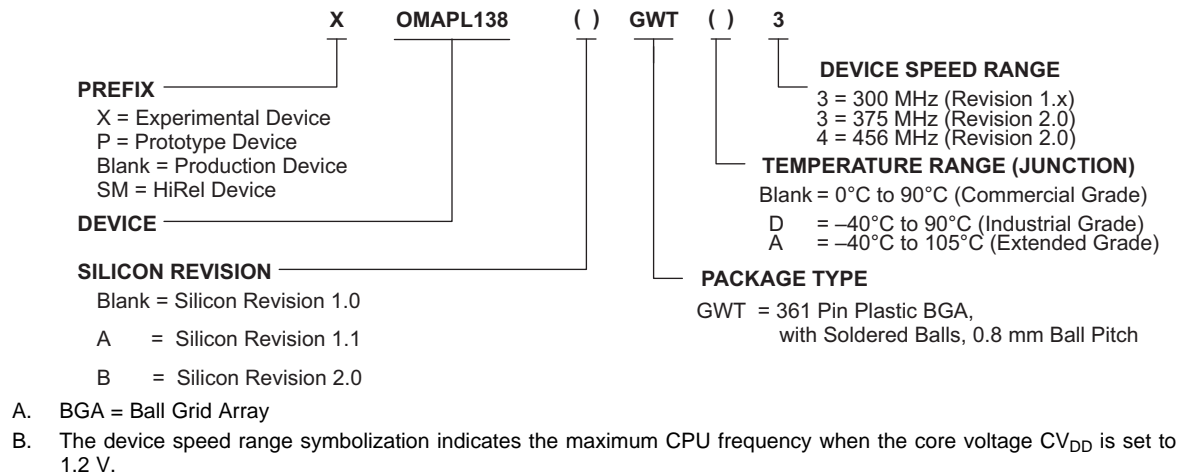 X OMAPL138 ( ) GWT ( ) 3
PREFIX
X = Experimental Device
P = Prototype Device
Blank = Production Device
SM = HiRel Device
DEVICE
SILICON REVISION
Blank = Silicon Revision 1.0
A = Silicon Revision 1.1
B = Silicon Revision 2.0
DEVICE SPEED RANGE
3 = 300 MHz (Revision 1.x)
3 = 375 MHz (Revision 2.0)
4 = 456 MHz (Revision 2.0)
TEMPERATURE RANGE (JUNCTION)
Blank = 0°C to 90°C (Commercial Grade)
D = –40°C to 90°C (Industrial Grade)
A = –40°C to 105°C (Extended Grade)
PACKAGE TYPE
GWT = 361 Pin Plastic BGA,
with Soldered Balls, 0.8 mm Ball Pitch
A. BGA = Ball Grid Array
B. The device speed range symbolization indicates the maximum CPU frequency when the core voltage CVDD is set to
1.2 V.